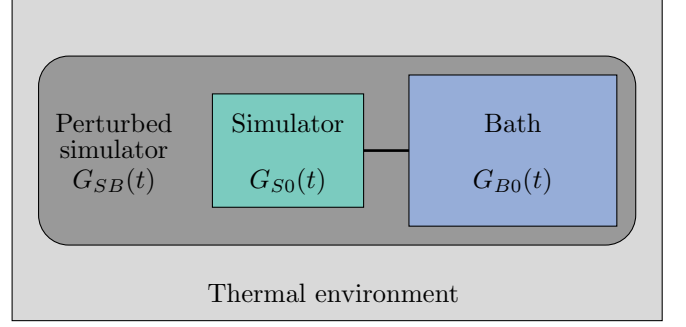 Perturbed
simulator
G_{SB}(t)
Simulator
G_{S0}(t)
Bath
G_{B0}(t)
Thermal environment